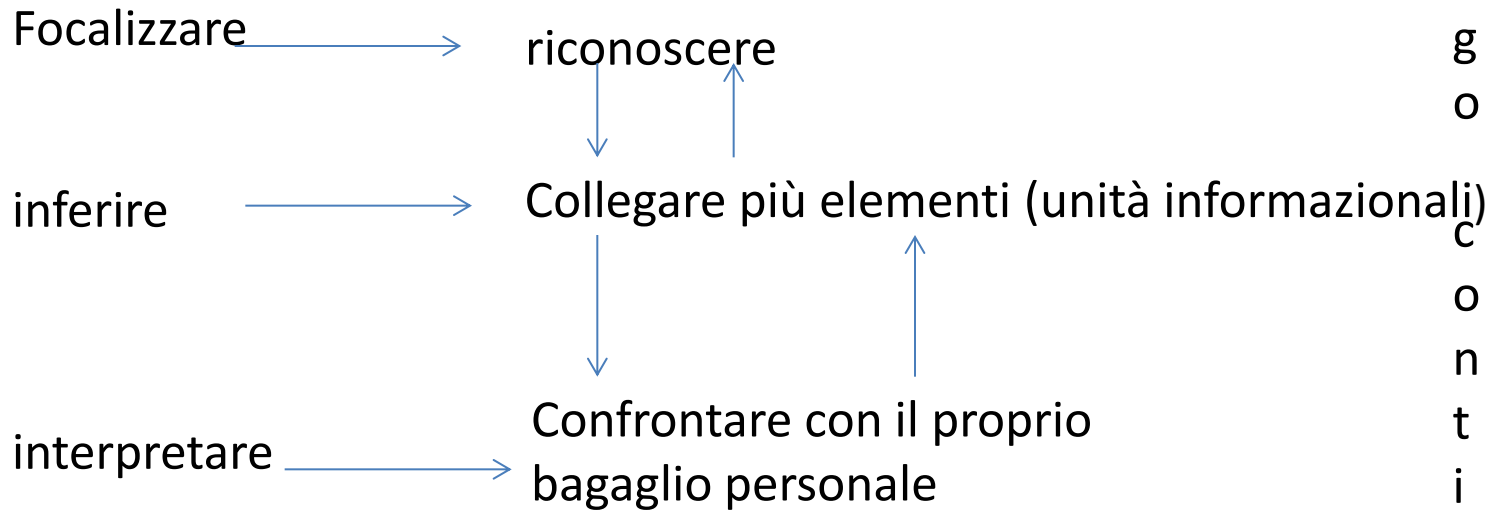 Focalizzare
riconoscere
inferire
Collegare più elementi (unità informazionali)
interpretare
Confrontare con il proprio
bagaglio personale
g
o
c
o
n
t
i